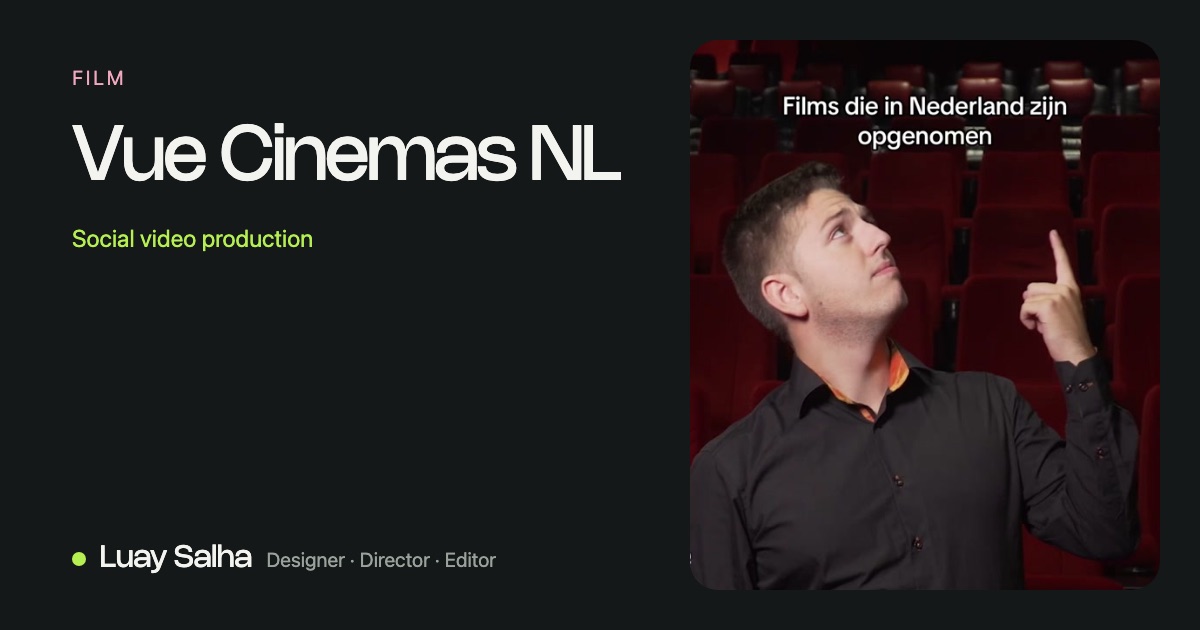 FILM
Vue Cinemas NL
Social video production
Films die in Nederland zijn
opgenomen
Luay Salha Designer · Director · Editor